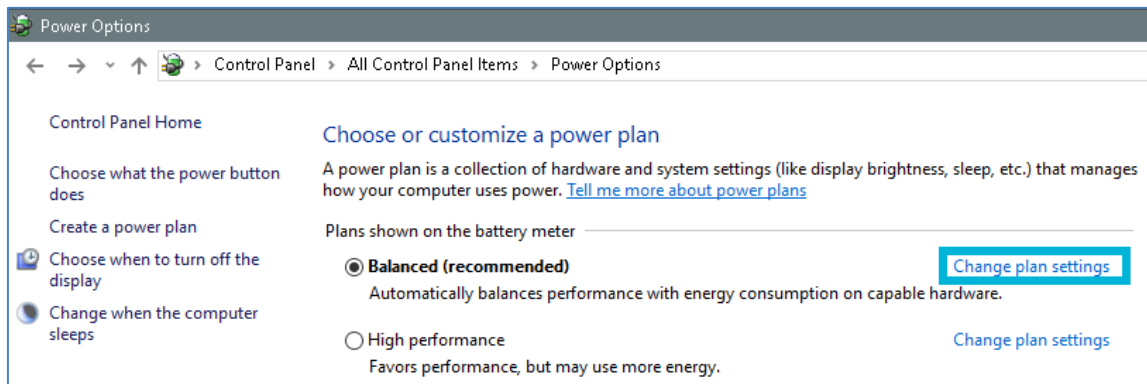 Power Options
Control Panel > All Control Panel Items > Power Options
Control Panel Home
Choose what the power button
does
Create a power plan
Choose when to turn off the
display
Change when the computer
sleeps
Choose or customize a power plan
A power plan is a collection of hardware and system settings (like display brightness, sleep, etc.) that manages
how your computer uses power. Tell me more about power plans
Plans shown on the battery meter
Balanced (recommended) Change plan settings
Automatically balances performance with energy consumption on capable hardware.
High performance Change plan settings
Favors performance, but may use more energy.